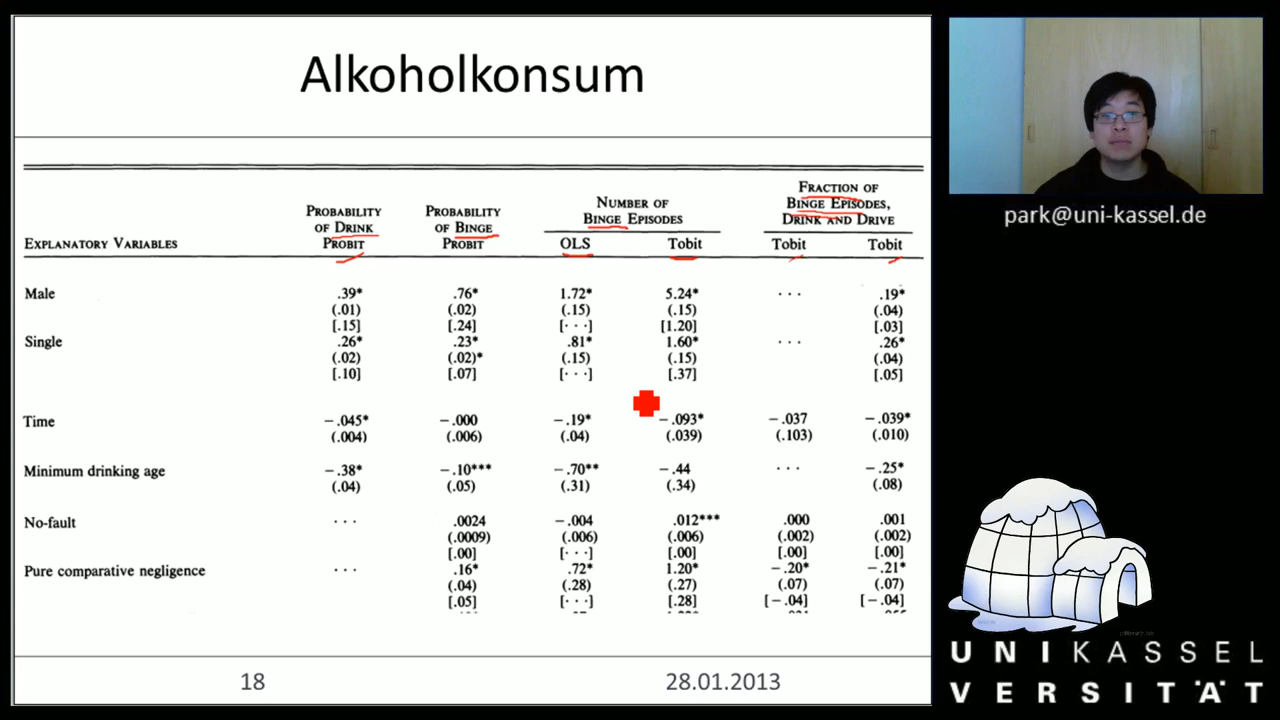 Alkoholkonsum
FRACTION OF
NUMBER OF BINGE EPISODES,
PROBABILITY PROBABILITY BINGE EPISODES DRINK AND DRIVE
OF DRINK OF BINGE
EXPLANATORY VARIABLES PROBIT PROBIT OLS Tobit Tobit Tobit
Male .39* .76* 1.72* 5.24* · · · .19*
(.01) (.02) (.15) (.15) (.04)
[.15] [.24] [· · ·] [1.20] [.03]
Single .26* .23* .81* 1.60* · · · .26*
(.02) (.02)* (.15) (.15) (.04)
[.10] [.07] [· · ·] [.37] [.05]
Time −.045* −.000 −.19* −.093* −.037 −.039*
(.004) (.006) (.04) (.039) (.103) (.010)
Minimum drinking age −.38* −.10*** −.70** −.44 · · · −.25*
(.04) (.05) (.31) (.34) (.08)
No-fault · · · .0024 −.004 .012*** .000 .001
(.0009) (.006) (.006) (.002) (.002)
[.00] [· · ·] [.00] [.00] [.00]
Pure comparative negligence · · · .16* .72* 1.20* −.20* −.21*
(.04) (.28) (.27) (.07) (.07)
[.05] [· · ·] [.28] [−.04] [−.04]
18 28.01.2013
park@uni-kassel.de
UNIKASSEL
VERSITÄT